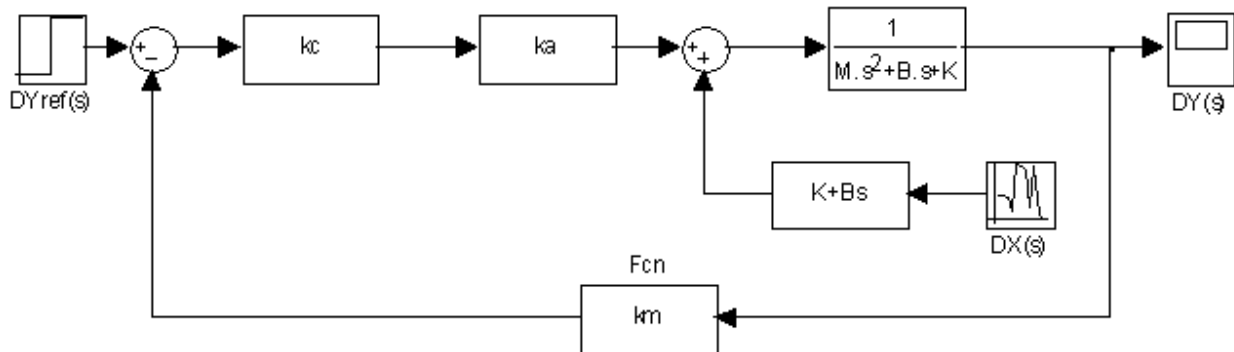 DYref(s)
+
−
kc
ka
+
+
1
M.s²+B.s+K
DY(s)
K+Bs
DX(s)
Fcn
km